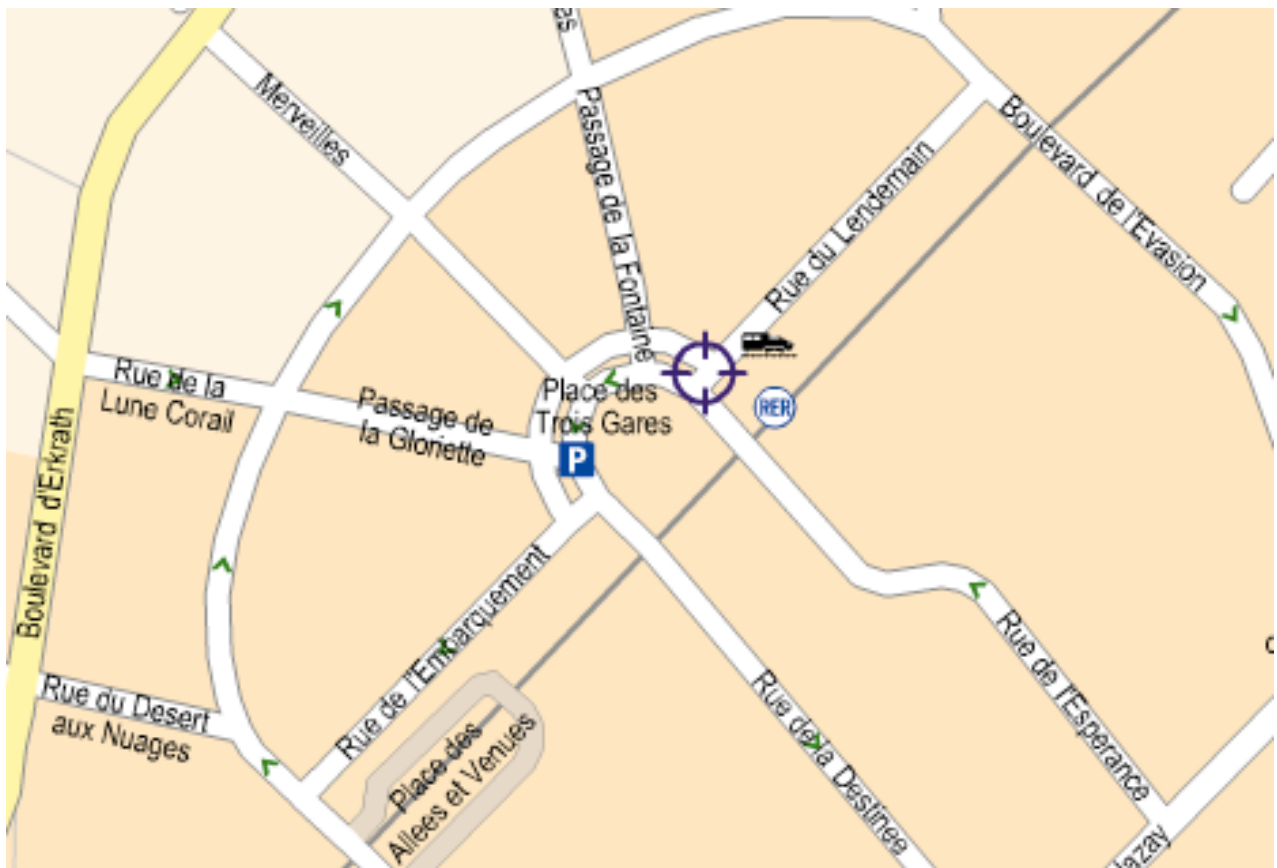 Merveilles
Passage de la Fontaine
Boulevard de l'Evasion
Rue du Lendemain
Rue de la
Lune Corail
Passage de
la Gloriette
Place des
Trois Gares
RER
P
Boulevard d'Erkrath
Rue de l'Embarquement
Rue du Desert
aux Nuages
Place des
Allees et Venues
Rue de la Destinee
Rue de l'Esperance